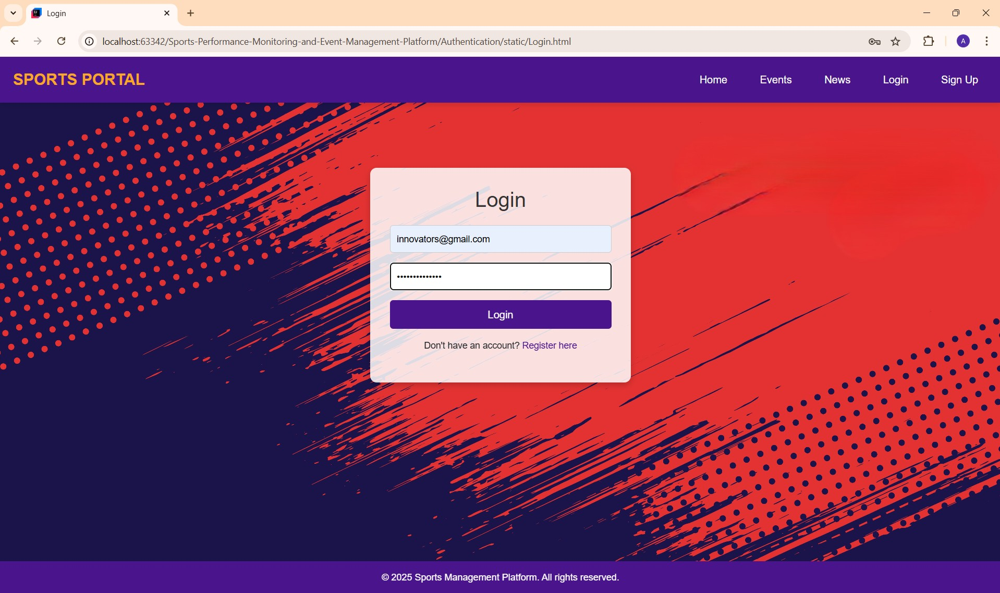 Login
localhost:63342/Sports-Performance-Monitoring-and-Event-Management-Platform/Authentication/static/Login.html
A
SPORTS PORTAL
Home Events News Login Sign Up
Login
innovators@gmail.com
••••••••••••••
Login
Don't have an account? Register here
© 2025 Sports Management Platform. All rights reserved.